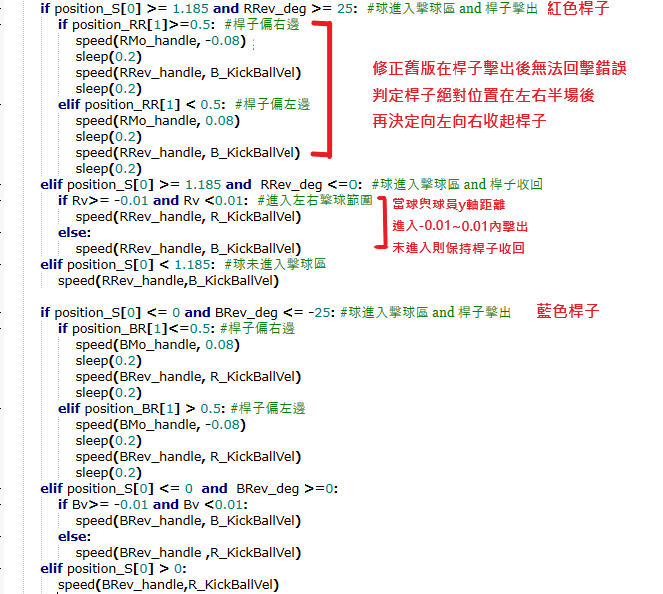 if position_S[0] >= 1.185 and RRev_deg >= 25: #球進入擊球區 and 桿子擊出 紅色桿子
if position_RR[1]>=0.5: #桿子偏右邊
speed(RMo_handle, -0.08)
sleep(0.2)
speed(RRev_handle, B_KickBallVel)
sleep(0.2)
elif position_RR[1] < 0.5: #桿子偏左邊
speed(RMo_handle, 0.08)
sleep(0.2)
speed(RRev_handle, B_KickBallVel)
sleep(0.2)
修正舊版在桿子擊出後無法回擊錯誤
判定桿子絕對位置在左右半場後
再決定向左向右收起桿子
elif position_S[0] >= 1.185 and RRev_deg <=0: #球進入擊球區 and 桿子收回
if Rv>= -0.01 and Rv <0.01: #進入左右擊球範圍
speed(RRev_handle, R_KickBallVel)
else:
speed(RRev_handle, B_KickBallVel)
當球與球員y軸距離
進入-0.01~0.01內擊出
未進入則保持桿子收回
elif position_S[0] < 1.185: #球未進入擊球區
speed(RRev_handle,B_KickBallVel)
if position_S[0] <= 0 and BRev_deg <= -25: #球進入擊球區 and 桿子擊出 藍色桿子
if position_BR[1]<=0.5: #桿子偏右邊
speed(BMo_handle, 0.08)
sleep(0.2)
speed(BRev_handle, R_KickBallVel)
sleep(0.2)
elif position_BR[1] > 0.5: #桿子偏左邊
speed(BMo_handle, -0.08)
sleep(0.2)
speed(BRev_handle, R_KickBallVel)
sleep(0.2)
elif position_S[0] <= 0 and BRev_deg >=0:
if Bv>= -0.01 and Bv <0.01:
speed(BRev_handle, B_KickBallVel)
else:
speed(BRev_handle ,R_KickBallVel)
elif position_S[0] > 0:
speed(BRev_handle,R_KickBallVel)